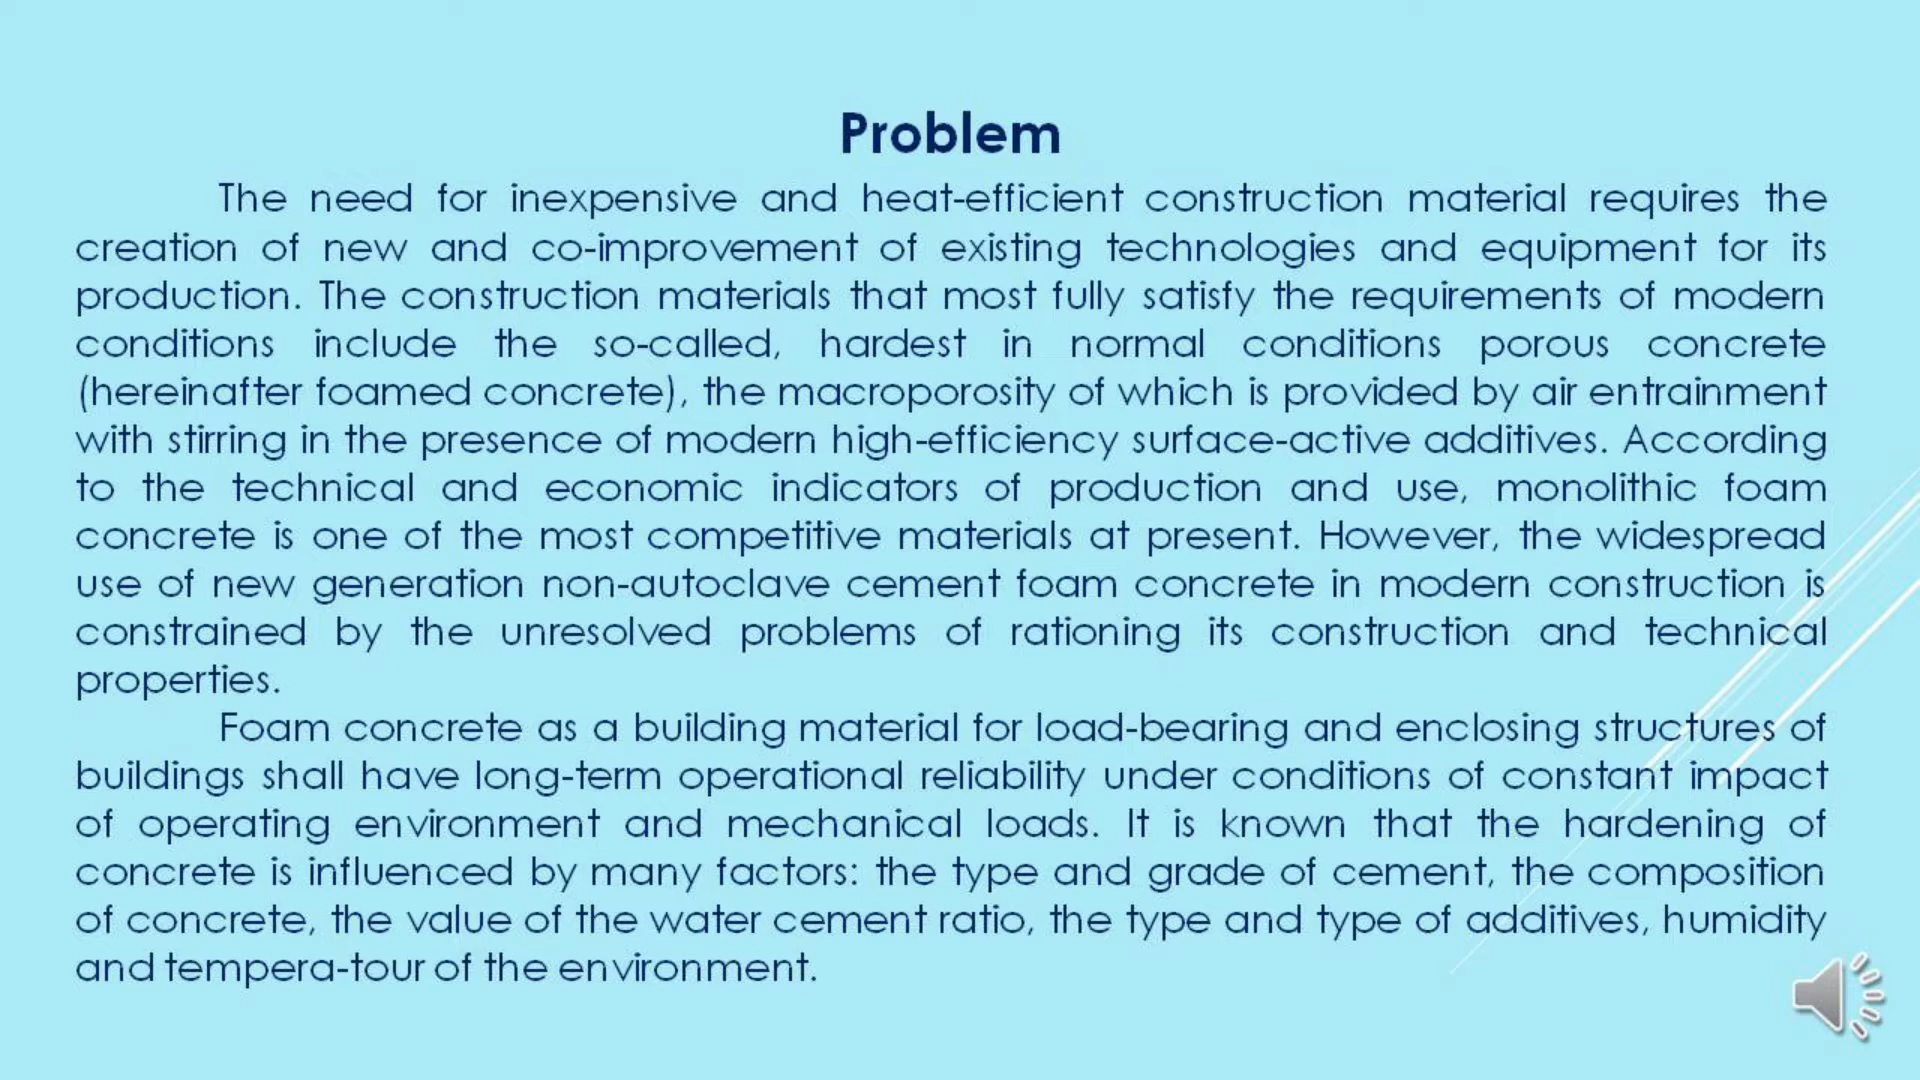 Problem
The need for inexpensive and heat-efficient construction material requires the
creation of new and co-improvement of existing technologies and equipment for its
production. The construction materials that most fully satisfy the requirements of modern
conditions include the so-called, hardest in normal conditions porous concrete
(hereinafter foamed concrete), the macroporosity of which is provided by air entrainment
with stirring in the presence of modern high-efficiency surface-active additives. According
to the technical and economic indicators of production and use, monolithic foam
concrete is one of the most competitive materials at present. However, the widespread
use of new generation non-autoclave cement foam concrete in modern construction is
constrained by the unresolved problems of rationing its construction and technical
properties.
Foam concrete as a building material for load-bearing and enclosing structures of
buildings shall have long-term operational reliability under conditions of constant impact
of operating environment and mechanical loads. It is known that the hardening of
concrete is influenced by many factors: the type and grade of cement, the composition
of concrete, the value of the water cement ratio, the type and type of additives, humidity
and tempera-tour of the environment.